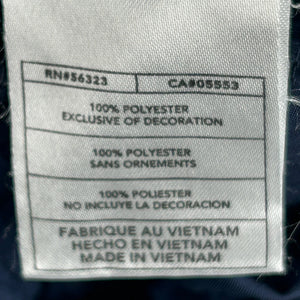 RN#56323 CA#05553
100% POLYESTER
EXCLUSIVE OF DECORATION
100% POLYESTER
SANS ORNEMENTS
100% POLIESTER
NO INCLUYE LA DECORACION
FABRIQUE AU VIETNAM
HECHO EN VIETNAM
MADE IN VIETNAM